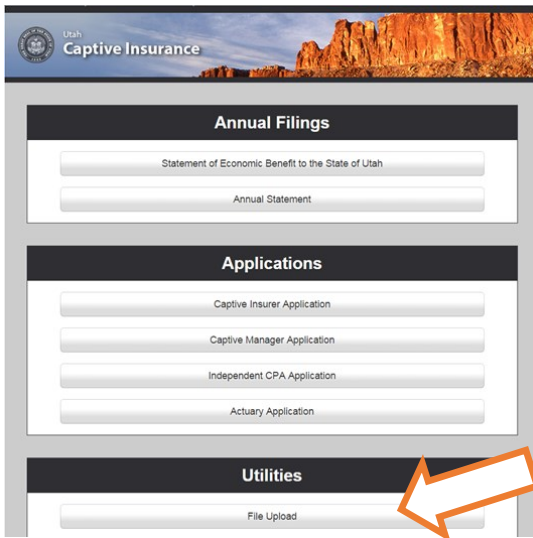 Utah
Captive Insurance
Annual Filings
Statement of Economic Benefit to the State of Utah
Annual Statement
Applications
Captive Insurer Application
Captive Manager Application
Independent CPA Application
Actuary Application
Utilities
File Upload